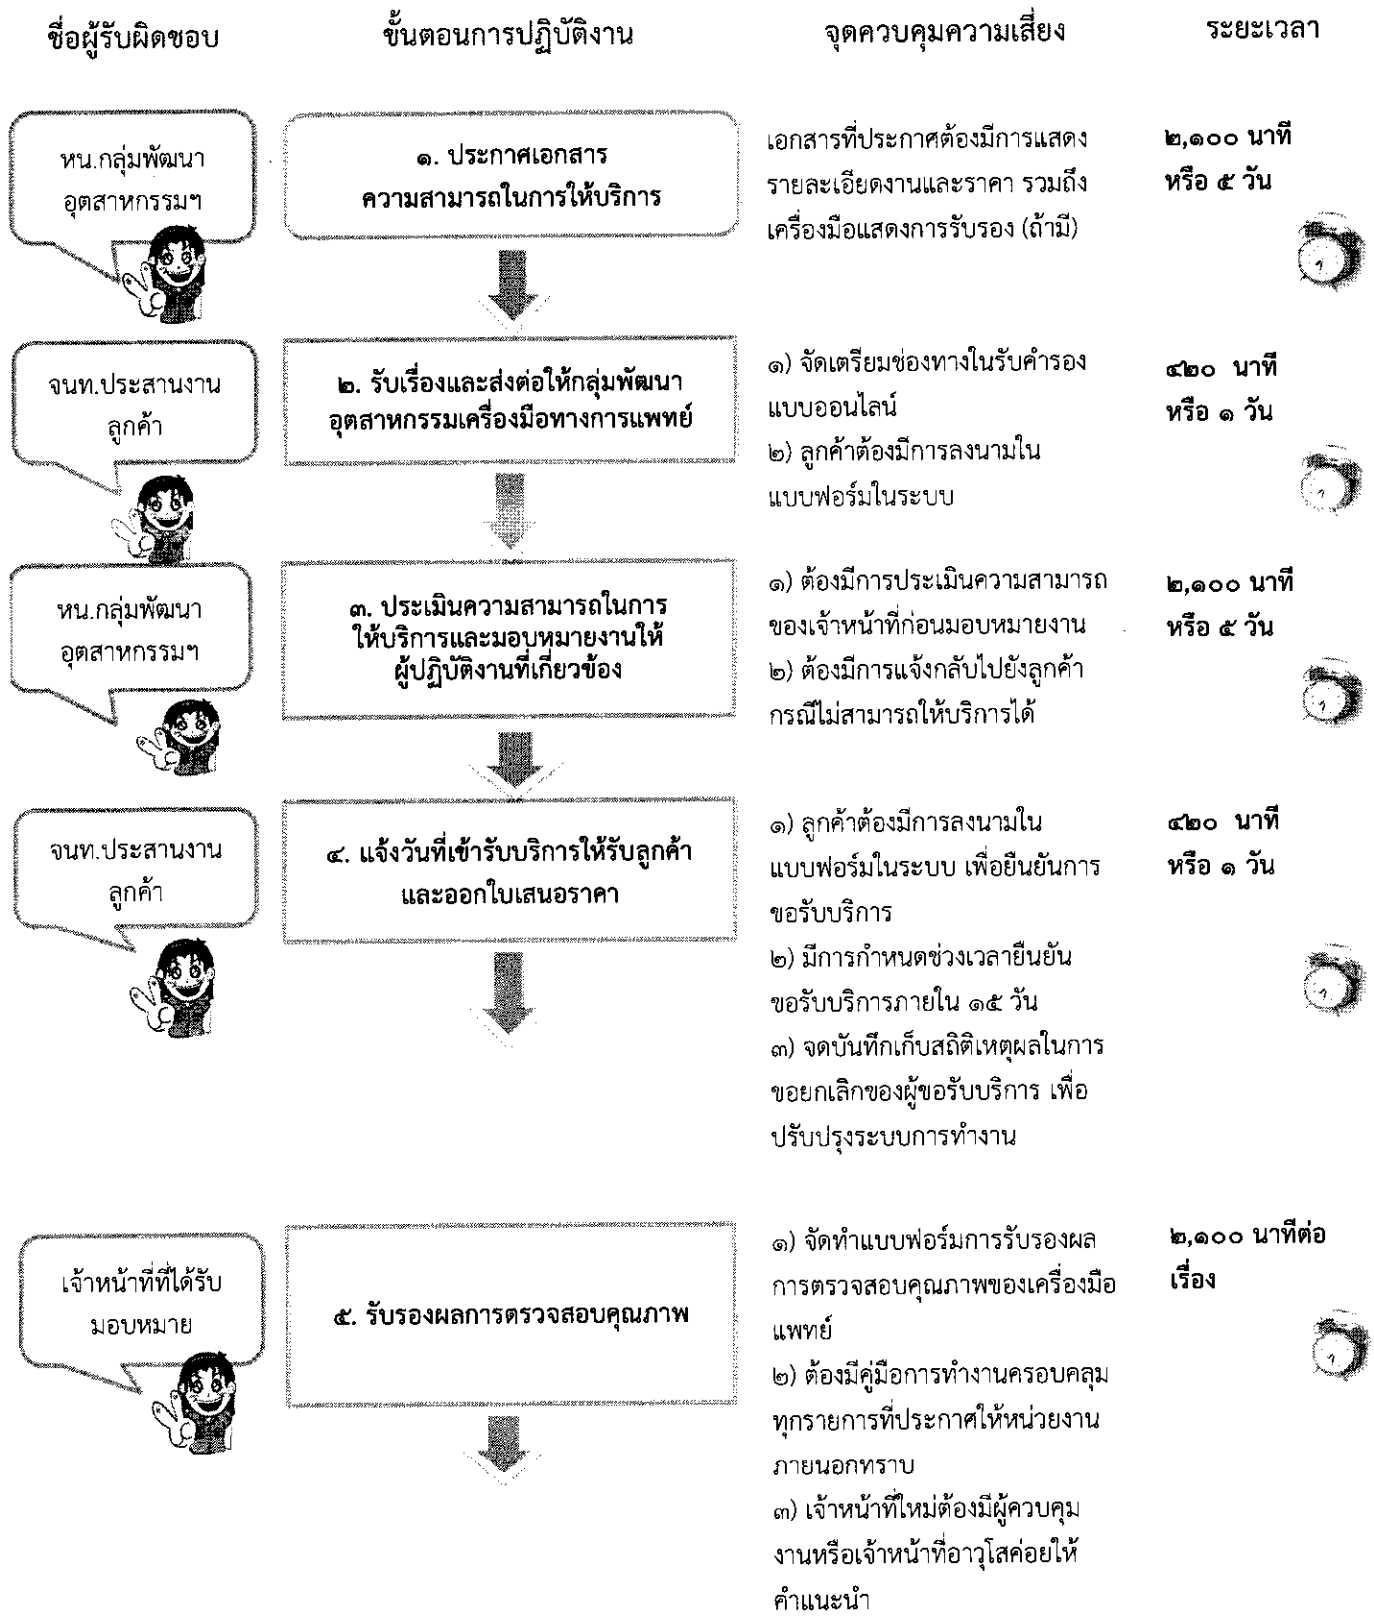 ชื่อผู้รับผิดชอบ
ขั้นตอนการปฏิบัติงาน
จุดควบคุมความเสี่ยง
ระยะเวลา
หน.กลุ่มพัฒนา
อุตสาหกรรมฯ
๑. ประกาศเอกสาร
ความสามารถในการให้บริการ
เอกสารที่ประกาศต้องมีการแสดง
รายละเอียดงานและราคา รวมถึง
เครื่องมือแสดงการรับรอง (ถ้ามี)
๒,๑๐๐ นาที
หรือ ๕ วัน
จนท.ประสานงาน
ลูกค้า
๒. รับเรื่องและส่งต่อให้กลุ่มพัฒนา
อุตสาหกรรมเครื่องมือทางการแพทย์
๑) จัดเตรียมช่องทางในรับคำรอง
แบบออนไลน์
๒) ลูกค้าต้องมีการลงนามใน
แบบฟอร์มในระบบ
๔๒๐ นาที
หรือ ๑ วัน
หน.กลุ่มพัฒนา
อุตสาหกรรมฯ
๓. ประเมินความสามารถในการ
ให้บริการและมอบหมายงานให้
ผู้ปฏิบัติงานที่เกี่ยวข้อง
๑) ต้องมีการประเมินความสามารถ
ของเจ้าหน้าที่ก่อนมอบหมายงาน
๒) ต้องมีการแจ้งกลับไปยังลูกค้า
กรณีไม่สามารถให้บริการได้
๒,๑๐๐ นาที
หรือ ๕ วัน
จนท.ประสานงาน
ลูกค้า
๔. แจ้งวันที่เข้ารับบริการให้รับลูกค้า
และออกใบเสนอราคา
๑) ลูกค้าต้องมีการลงนามใน
แบบฟอร์มในระบบ เพื่อยืนยันการ
ขอรับบริการ
๒) มีการกำหนดช่วงเวลายืนยัน
ขอรับบริการภายใน ๑๕ วัน
๓) จดบันทึกเก็บสถิติเหตุผลในการ
ขอยกเลิกของผู้ขอรับบริการ เพื่อ
ปรับปรุงระบบการทำงาน
๔๒๐ นาที
หรือ ๑ วัน
เจ้าหน้าที่ที่ได้รับ
มอบหมาย
๕. รับรองผลการตรวจสอบคุณภาพ
๑) จัดทำแบบฟอร์มการรับรองผล
การตรวจสอบคุณภาพของเครื่องมือ
แพทย์
๒) ต้องมีคู่มือการทำงานครอบคลุม
ทุกรายการที่ประกาศให้หน่วยงาน
ภายนอกทราบ
๓) เจ้าหน้าที่ใหม่ต้องมีผู้ควบคุม
งานหรือเจ้าหน้าที่อาวุโสค่อยให้
คำแนะนำ
๒,๑๐๐ นาทีต่อ
เรื่อง